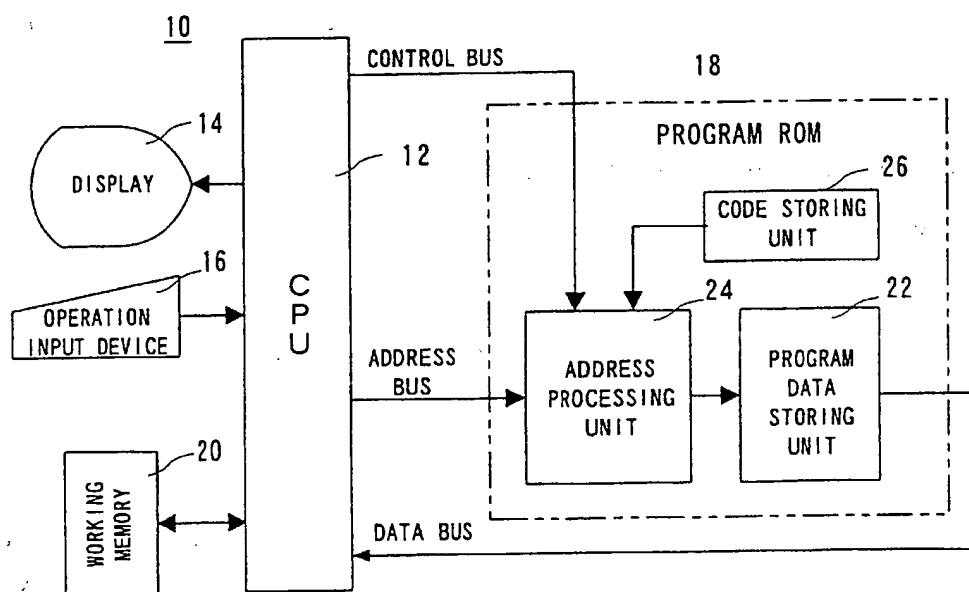 10
CONTROL BUS
18
14
12
PROGRAM ROM
DISPLAY
26
CODE STORING
UNIT
16
OPERATION
INPUT DEVICE
CPU
24
22
ADDRESS
BUS
ADDRESS
PROCESSING
UNIT
PROGRAM
DATA
STORING
UNIT
20
WORKING
MEMORY
DATA BUS